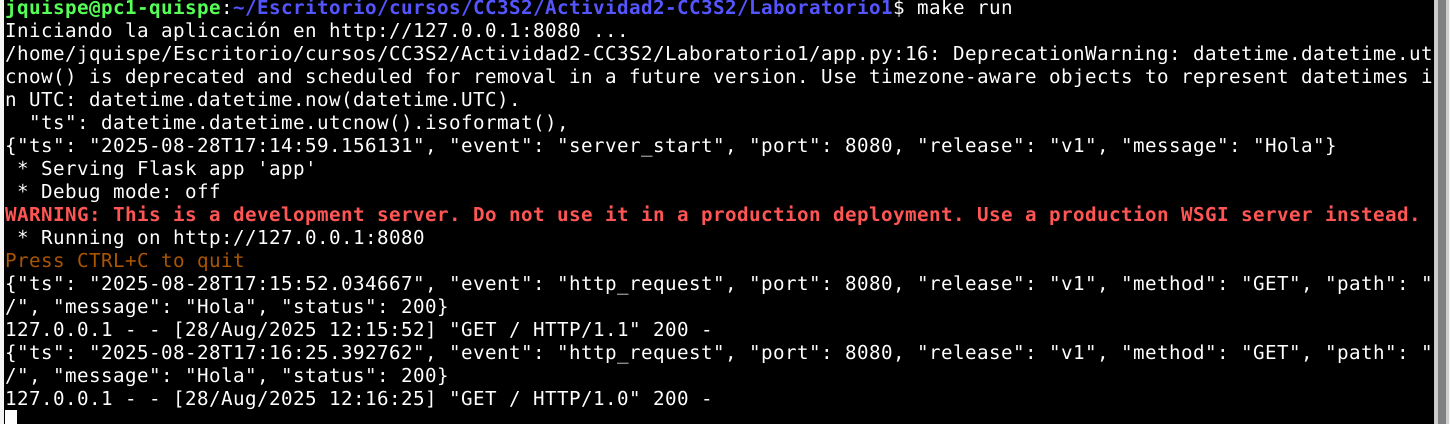 jquispe@pc1-quispe:~/Escritorio/cursos/CC3S2/Actividad2-CC3S2/Laboratorio1$ make run
Iniciando la aplicación en http://127.0.0.1:8080 ...
/home/jquispe/Escritorio/cursos/CC3S2/Actividad2-CC3S2/Laboratorio1/app.py:16: DeprecationWarning: datetime.datetime.ut
cnow() is deprecated and scheduled for removal in a future version. Use timezone-aware objects to represent datetimes i
n UTC: datetime.datetime.now(datetime.UTC).
  "ts": datetime.datetime.utcnow().isoformat(),
{"ts": "2025-08-28T17:14:59.156131", "event": "server_start", "port": 8080, "release": "v1", "message": "Hola"}
 * Serving Flask app 'app'
 * Debug mode: off
WARNING: This is a development server. Do not use it in a production deployment. Use a production WSGI server instead.
 * Running on http://127.0.0.1:8080
Press CTRL+C to quit
{"ts": "2025-08-28T17:15:52.034667", "event": "http_request", "port": 8080, "release": "v1", "method": "GET", "path": "
/", "message": "Hola", "status": 200}
127.0.0.1 - - [28/Aug/2025 12:15:52] "GET / HTTP/1.1" 200 -
{"ts": "2025-08-28T17:16:25.392762", "event": "http_request", "port": 8080, "release": "v1", "method": "GET", "path": "
/", "message": "Hola", "status": 200}
127.0.0.1 - - [28/Aug/2025 12:16:25] "GET / HTTP/1.0" 200 -